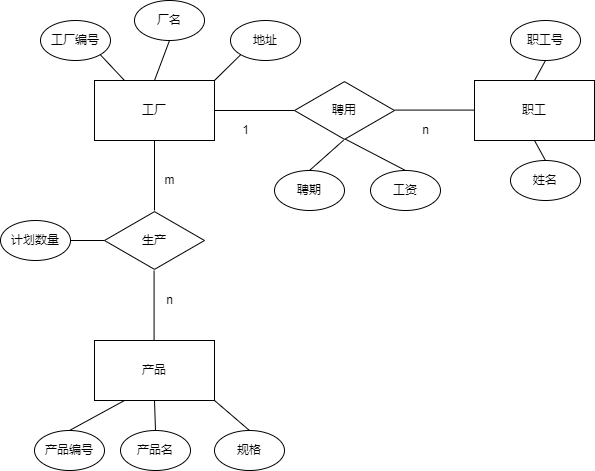 厂名
工厂编号
地址
职工号
工厂
聘用
职工
1
n
m
聘期
工资
姓名
计划数量
生产
n
产品
产品编号
产品名
规格